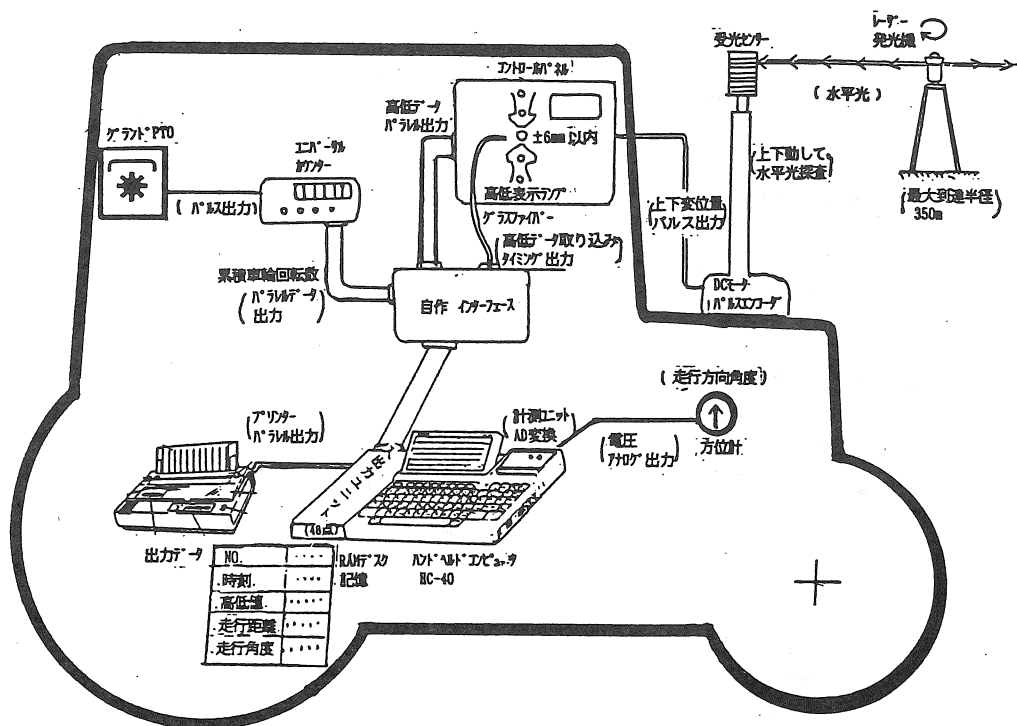 レーザー
発光機
受光センター
(水平光)
最大到達半径
350m
上下動して
水平光探査
コントロールパネル
高低データ
パラレル出力
±6mm以内
高低表示ランプ
グランドPTO
ユニバーサル
カウンター
(パルス出力)
上下変位量
パルス出力
グラスファイバー
高低データ取り込み
タイミング出力
DCモーター
パルスエンコーダ
累積車輪回転数
パラレルデータ
出力
自作 インターフェース
(走行方向角度)
プリンター
パラレル出力
計測ユニット
AD変換
電圧
アナログ出力
方位計
入出力ユニット
(48点)
出力データ
RAMデスク
記憶
ハンドヘルドコンピュータ
HC-40
NO. ・・・・
時刻 ・・・・
高低値 ・・・・・
走行距離 ・・・・
走行角度 ・・・・・